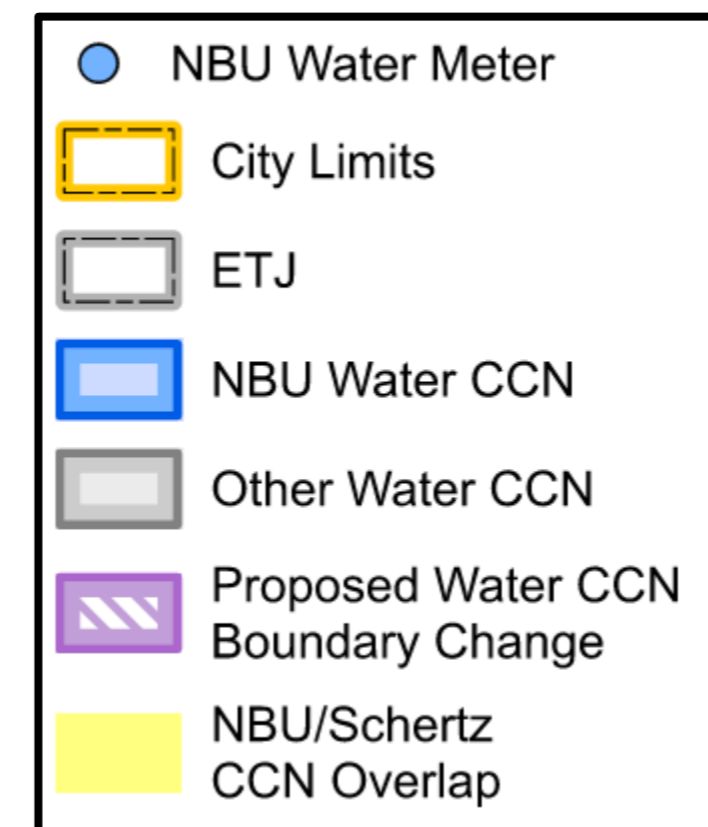 NBU Water Meter
City Limits
ETJ
NBU Water CCN
Other Water CCN
Proposed Water CCN
Boundary Change
NBU/Schertz
CCN Overlap